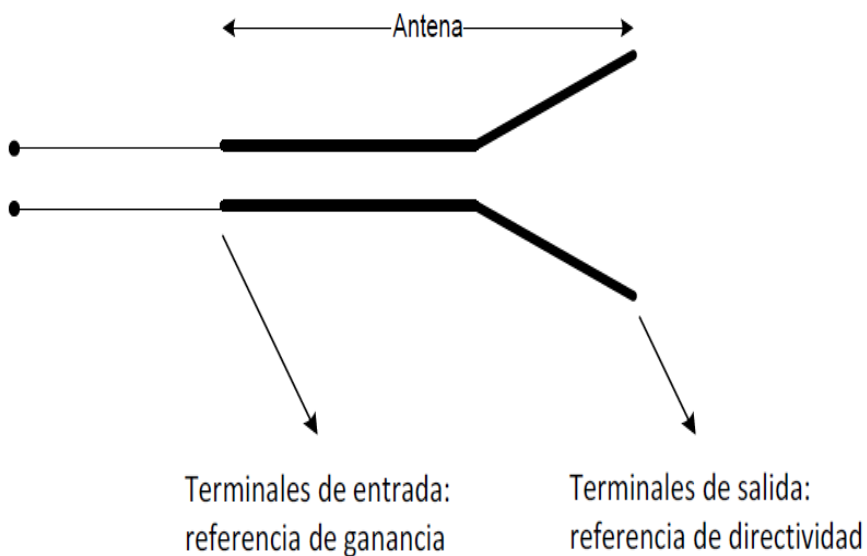 Antena
Terminales de entrada:
referencia de ganancia
Terminales de salida:
referencia de directividad